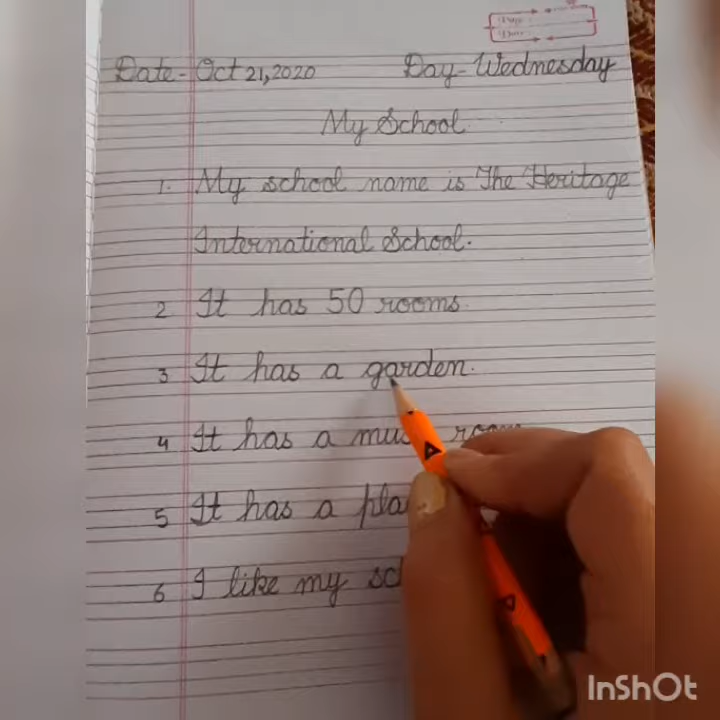 Date - Oct 21, 2020 Day - Wednesday
My School
1. My school name is The Heritage
International School.
2 It has 50 rooms.
3 It has a garden.
4 It has a room
5 It has a
6 I like my
InShOt